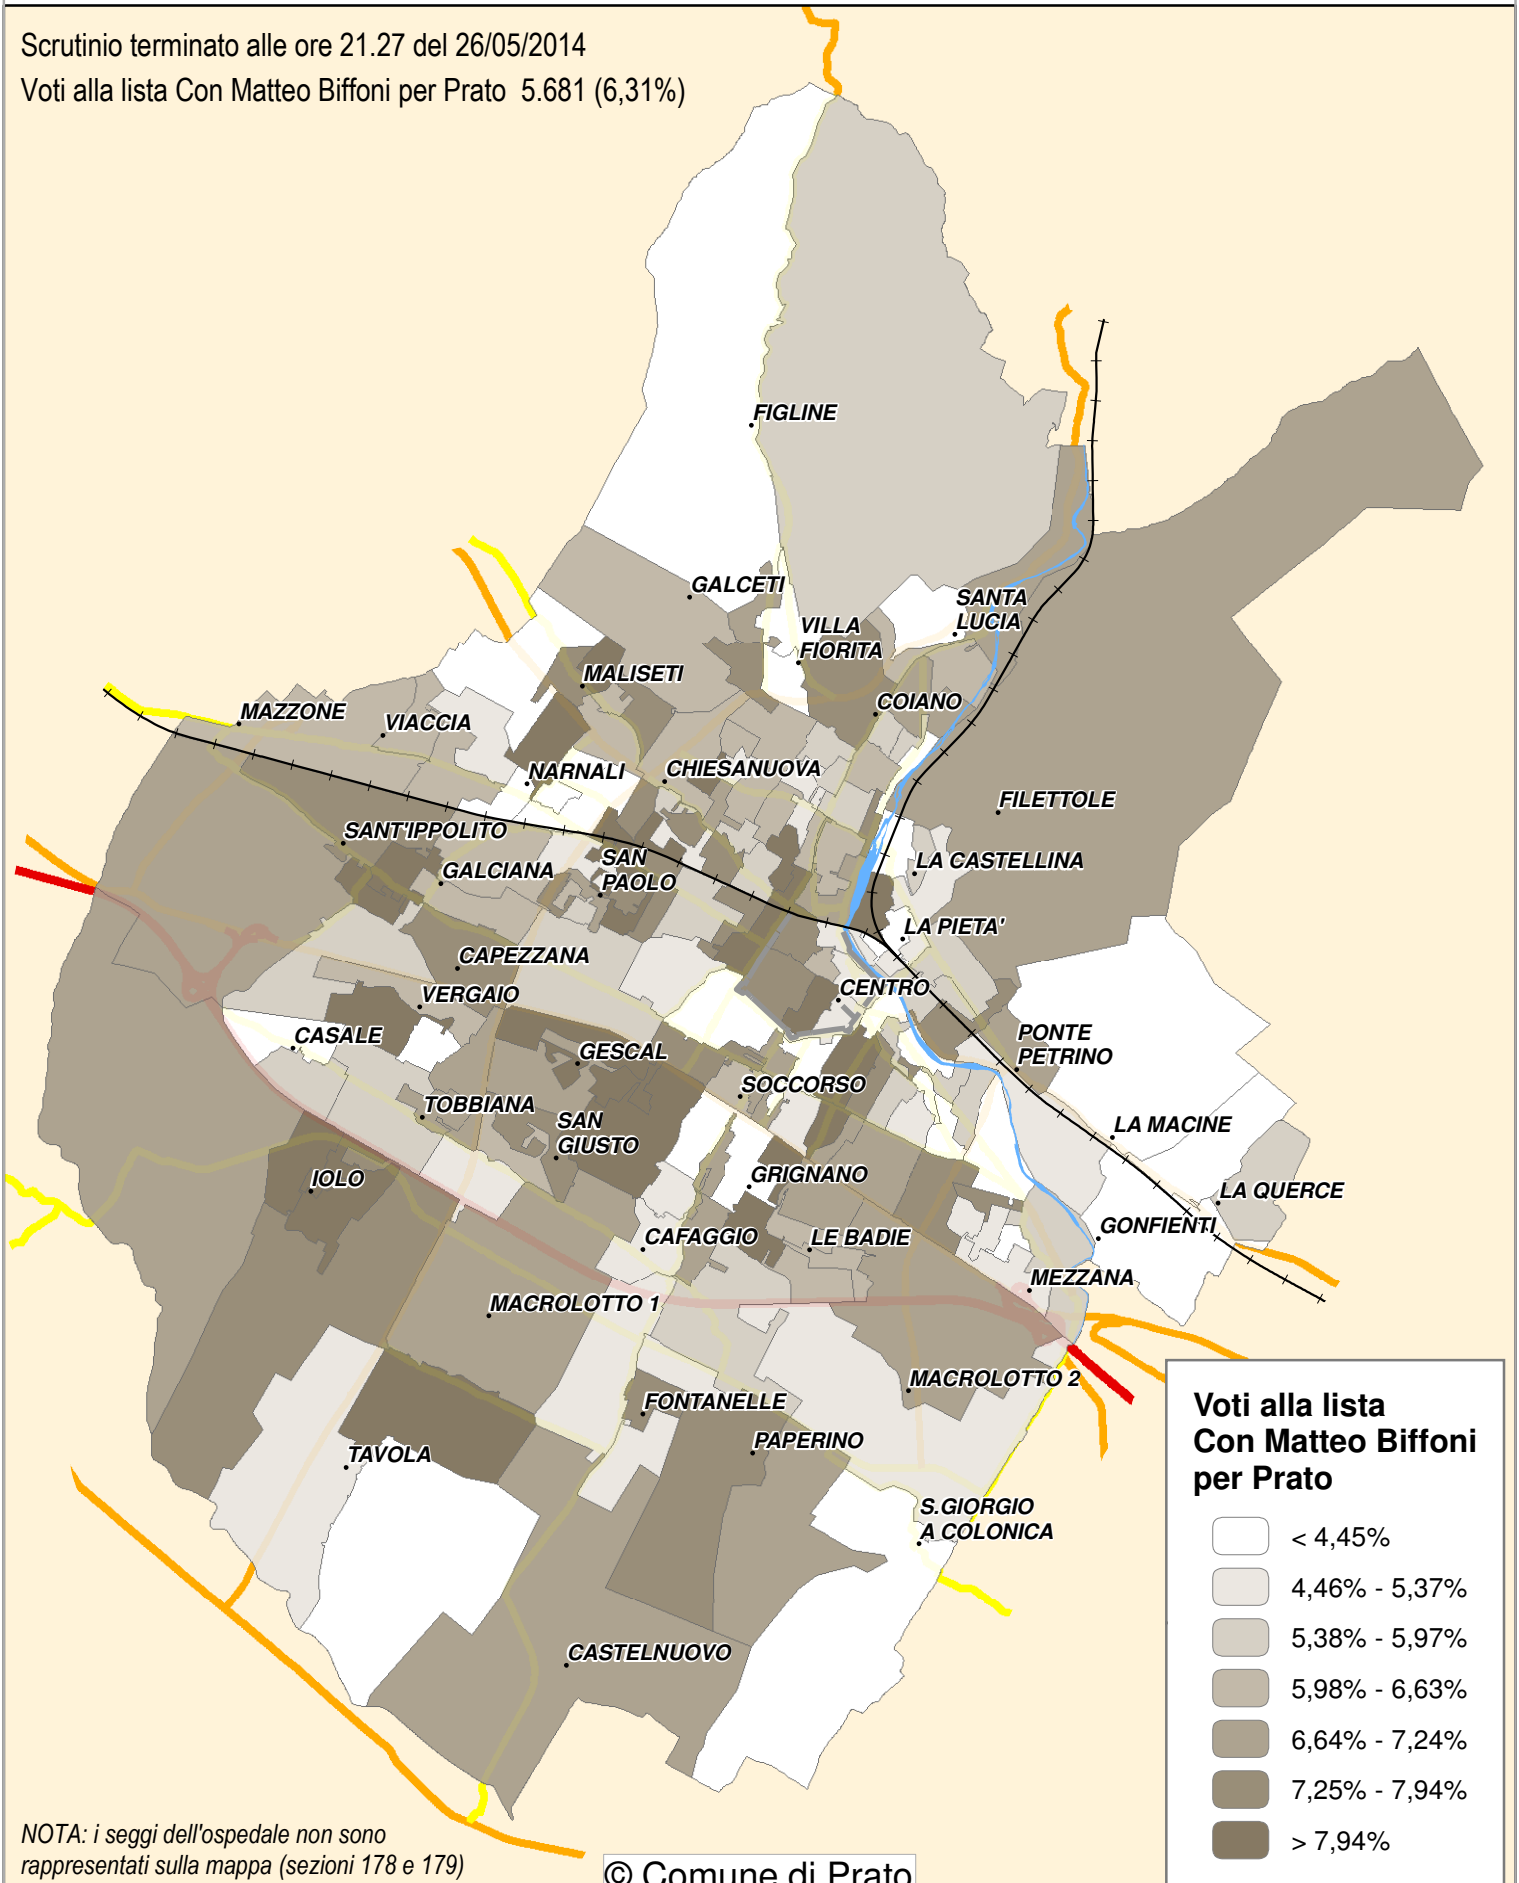 Scrutinio terminato alle ore 21.27 del 26/05/2014
Voti alla lista Con Matteo Biffoni per Prato 5.681 (6,31%)
FIGLINE
GALCETI
SANTA
LUCIA
VILLA
FIORITA
MALISETI
COIANO
MAZZONE
VIACCIA
NARNALI
CHIESANUOVA
FILETTOLE
SANT'IPPOLITO
GALCIANA
SAN
PAOLO
LA CASTELLINA
LA PIETA'
CAPEZZANA
VERGAIO
CENTRO
CASALE
GESCAL
PONTE
PETRINO
SOCCORSO
TOBBIANA
SAN
GIUSTO
LA MACINE
IOLO
GRIGNANO
LA QUERCE
GONFIENTI
CAFAGGIO
LE BADIE
MEZZANA
MACROLOTTO 1
MACROLOTTO 2
FONTANELLE
PAPERINO
TAVOLA
S.GIORGIO
A COLONICA
CASTELNUOVO
Voti alla lista
Con Matteo Biffoni
per Prato
< 4,45%
4,46% - 5,37%
5,38% - 5,97%
5,98% - 6,63%
6,64% - 7,24%
7,25% - 7,94%
> 7,94%
NOTA: i seggi dell'ospedale non sono
rappresentati sulla mappa (sezioni 178 e 179)
© Comune di Prato